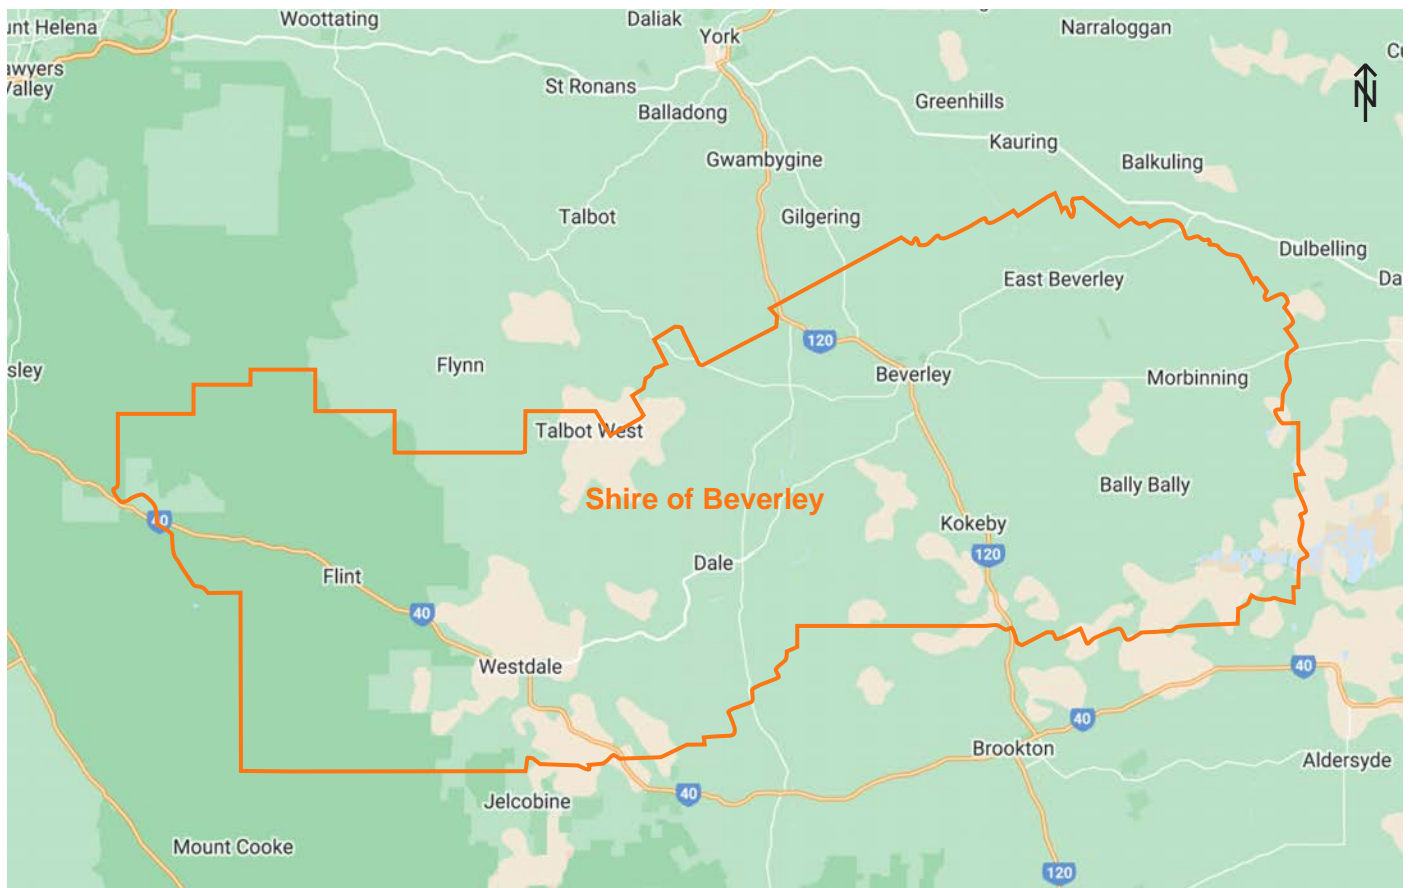 Woottating
Daliak
Narraloggan
unt Helena
York
awyers
Valley
St Ronans
Balladong
Greenhills
N
Kauring
Gwambygine
Balkuling
Talbot
Gilgering
Dulbelling
East Beverley
Da
120
sley
Flynn
Beverley
Morbinning
Talbot West
Shire of Beverley
Bally Bally
40
Kokeby
120
Dale
Flint
40
Westdale
40
40
Brookton
Aldersyde
40
Jelcobine
Mount Cooke
120